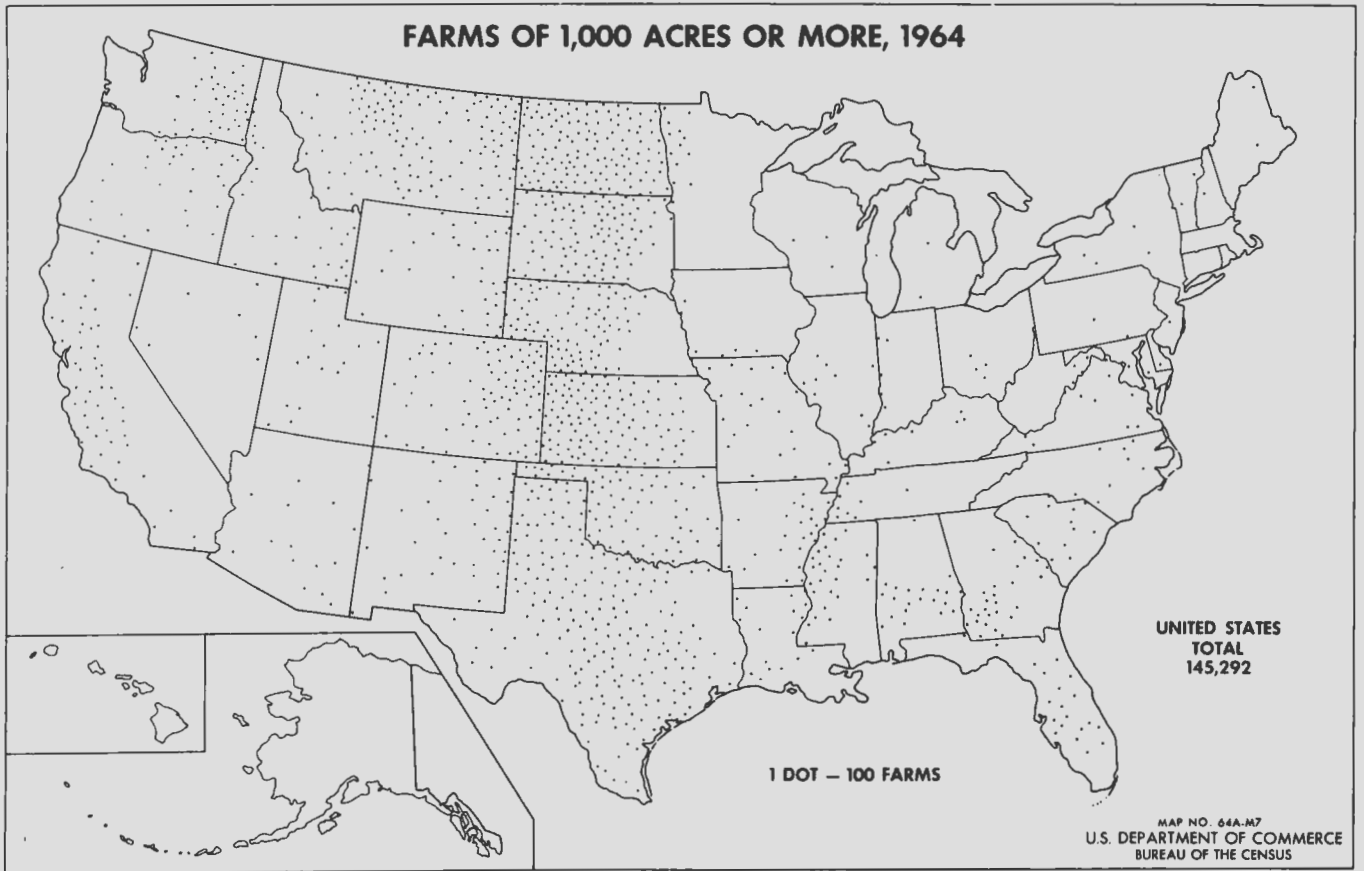 FARMS OF 1,000 ACRES OR MORE, 1964
UNITED STATES
TOTAL
145,292
1 DOT — 100 FARMS
MAP NO. 64A-M7
U.S. DEPARTMENT OF COMMERCE
BUREAU OF THE CENSUS